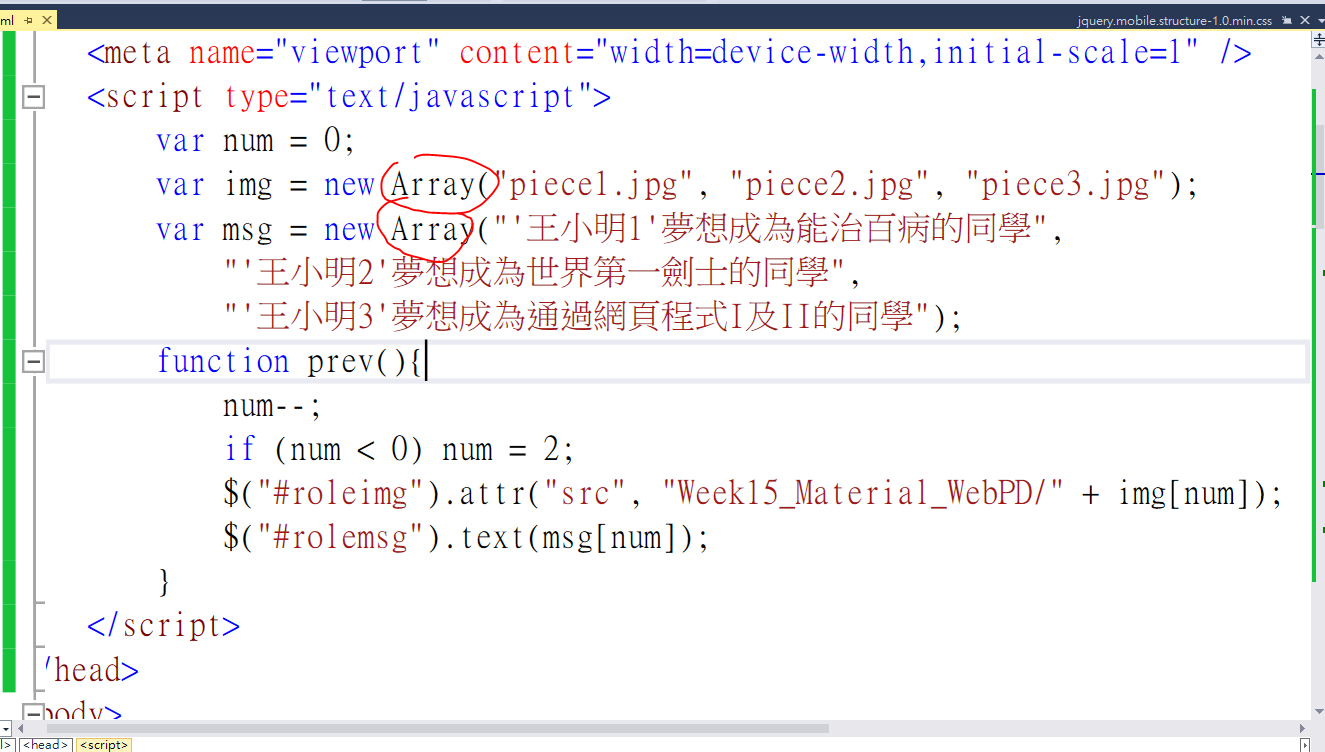 ml
jquery.mobile.structure-1.0.min.css
<meta name="viewport" content="width=device-width,initial-scale=1" />
<script type="text/javascript">
var num = 0;
var img = new Array("piece1.jpg", "piece2.jpg", "piece3.jpg");
var msg = new Array("'王小明1'夢想成為能治百病的同學",
"'王小明2'夢想成為世界第一劍士的同學",
"'王小明3'夢想成為通過網頁程式I及II的同學");
function prev(){
num--;
if (num < 0) num = 2;
$("#roleimg").attr("src", "Week15_Material_WebPD/" + img[num]);
$("#rolemsg").text(msg[num]);
}
</script>
/head>
body>
l> <head> <script>